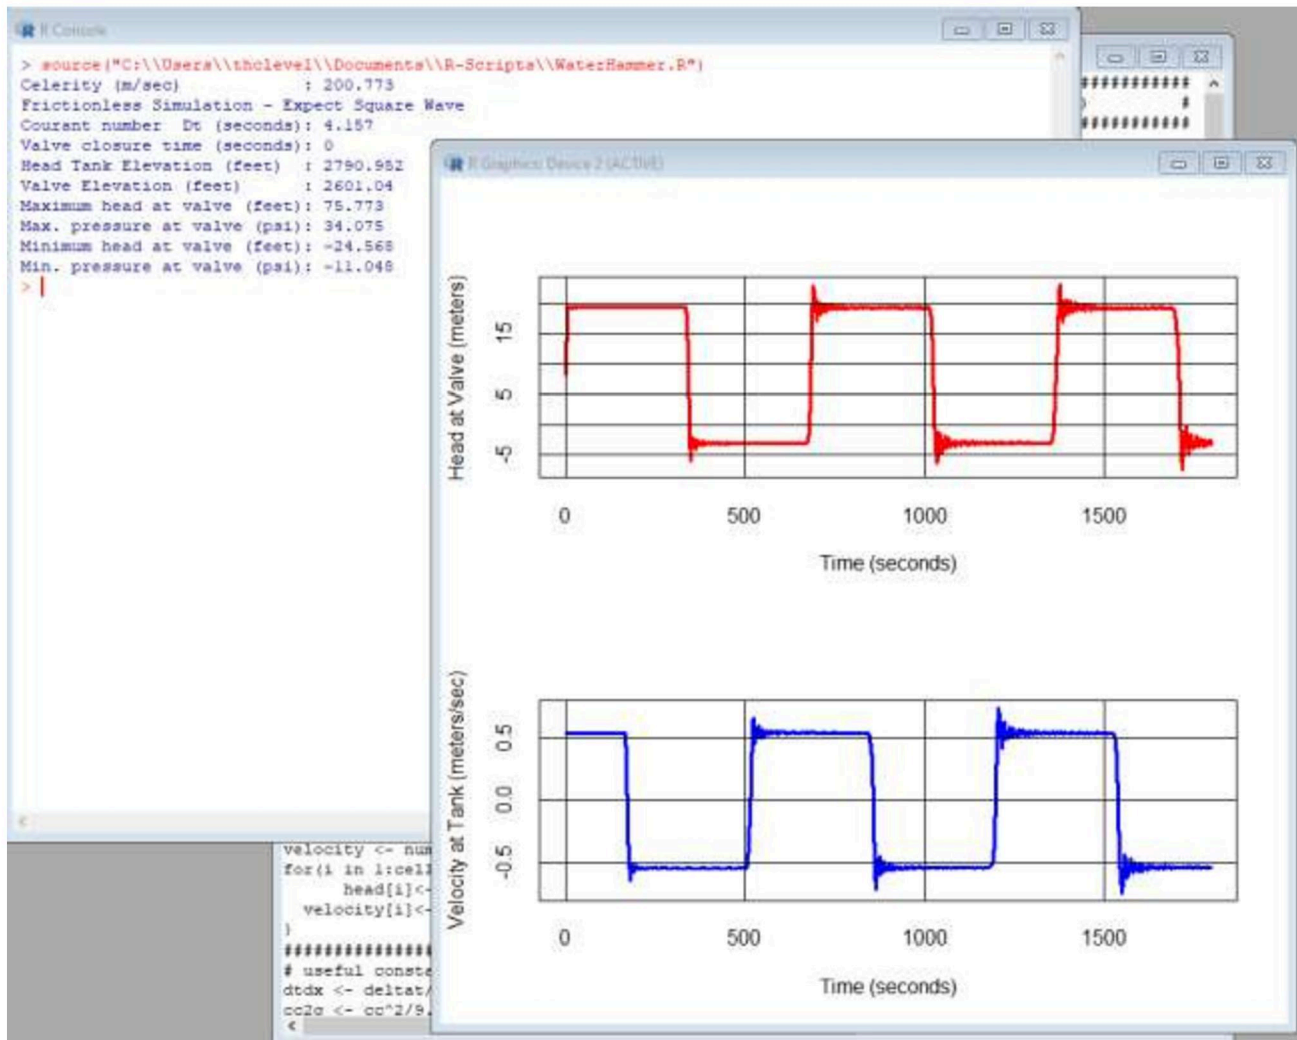 R Console
> source("C:\\Users\\thclevel\\Documents\\R-Scripts\\WaterHammer.R")
Celerity (m/sec) : 200.773
Frictionless Simulation - Expect Square Wave
Courant number Dt (seconds): 4.157
Valve closure time (seconds): 0
Head Tank Elevation (feet) : 2790.952
Valve Elevation (feet) : 2601.04
Maximum head at valve (feet): 75.773
Max. pressure at valve (psi): 34.075
Minimum head at valve (feet): -24.568
Min. pressure at valve (psi): -11.048
>
###########
) #
###########
R Graphics: Device 2 (ACTIVE)
Head at Valve (meters)
15
5
-5
0 500 1000 1500
Time (seconds)
Velocity at Tank (meters/sec)
0.5
0.0
-0.5
0 500 1000 1500
Time (seconds)
velocity <- num
for(i in 1:cell
head[i]<-
velocity[i]<-
}
###############
# useful consta
dtdx <- deltat/
cc2g <- cc^2/9.